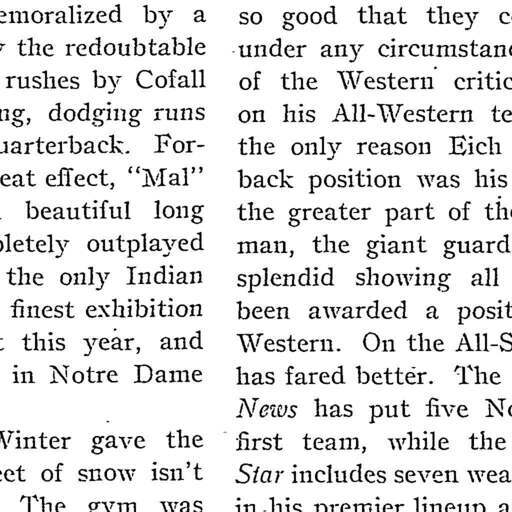 emoralized by a
the redoubtable
rushes by Cofall
ng, dodging runs
uarterback. For-
eat effect, "Mal"
beautiful long
pletely outplayed
the only Indian
finest exhibition
this year, and
in Notre Dame
Winter gave the
eet of snow isn't
The gym was
so good that they c
under any circumstanc
of the Western critic
on his All-Western te
the only reason Eich
back position was his
the greater part of the
man, the giant guard
splendid showing all
been awarded a posit
Western. On the All-S
has fared better. The
News has put five No
first team, while the
Star includes seven wea
in his premier lineup a